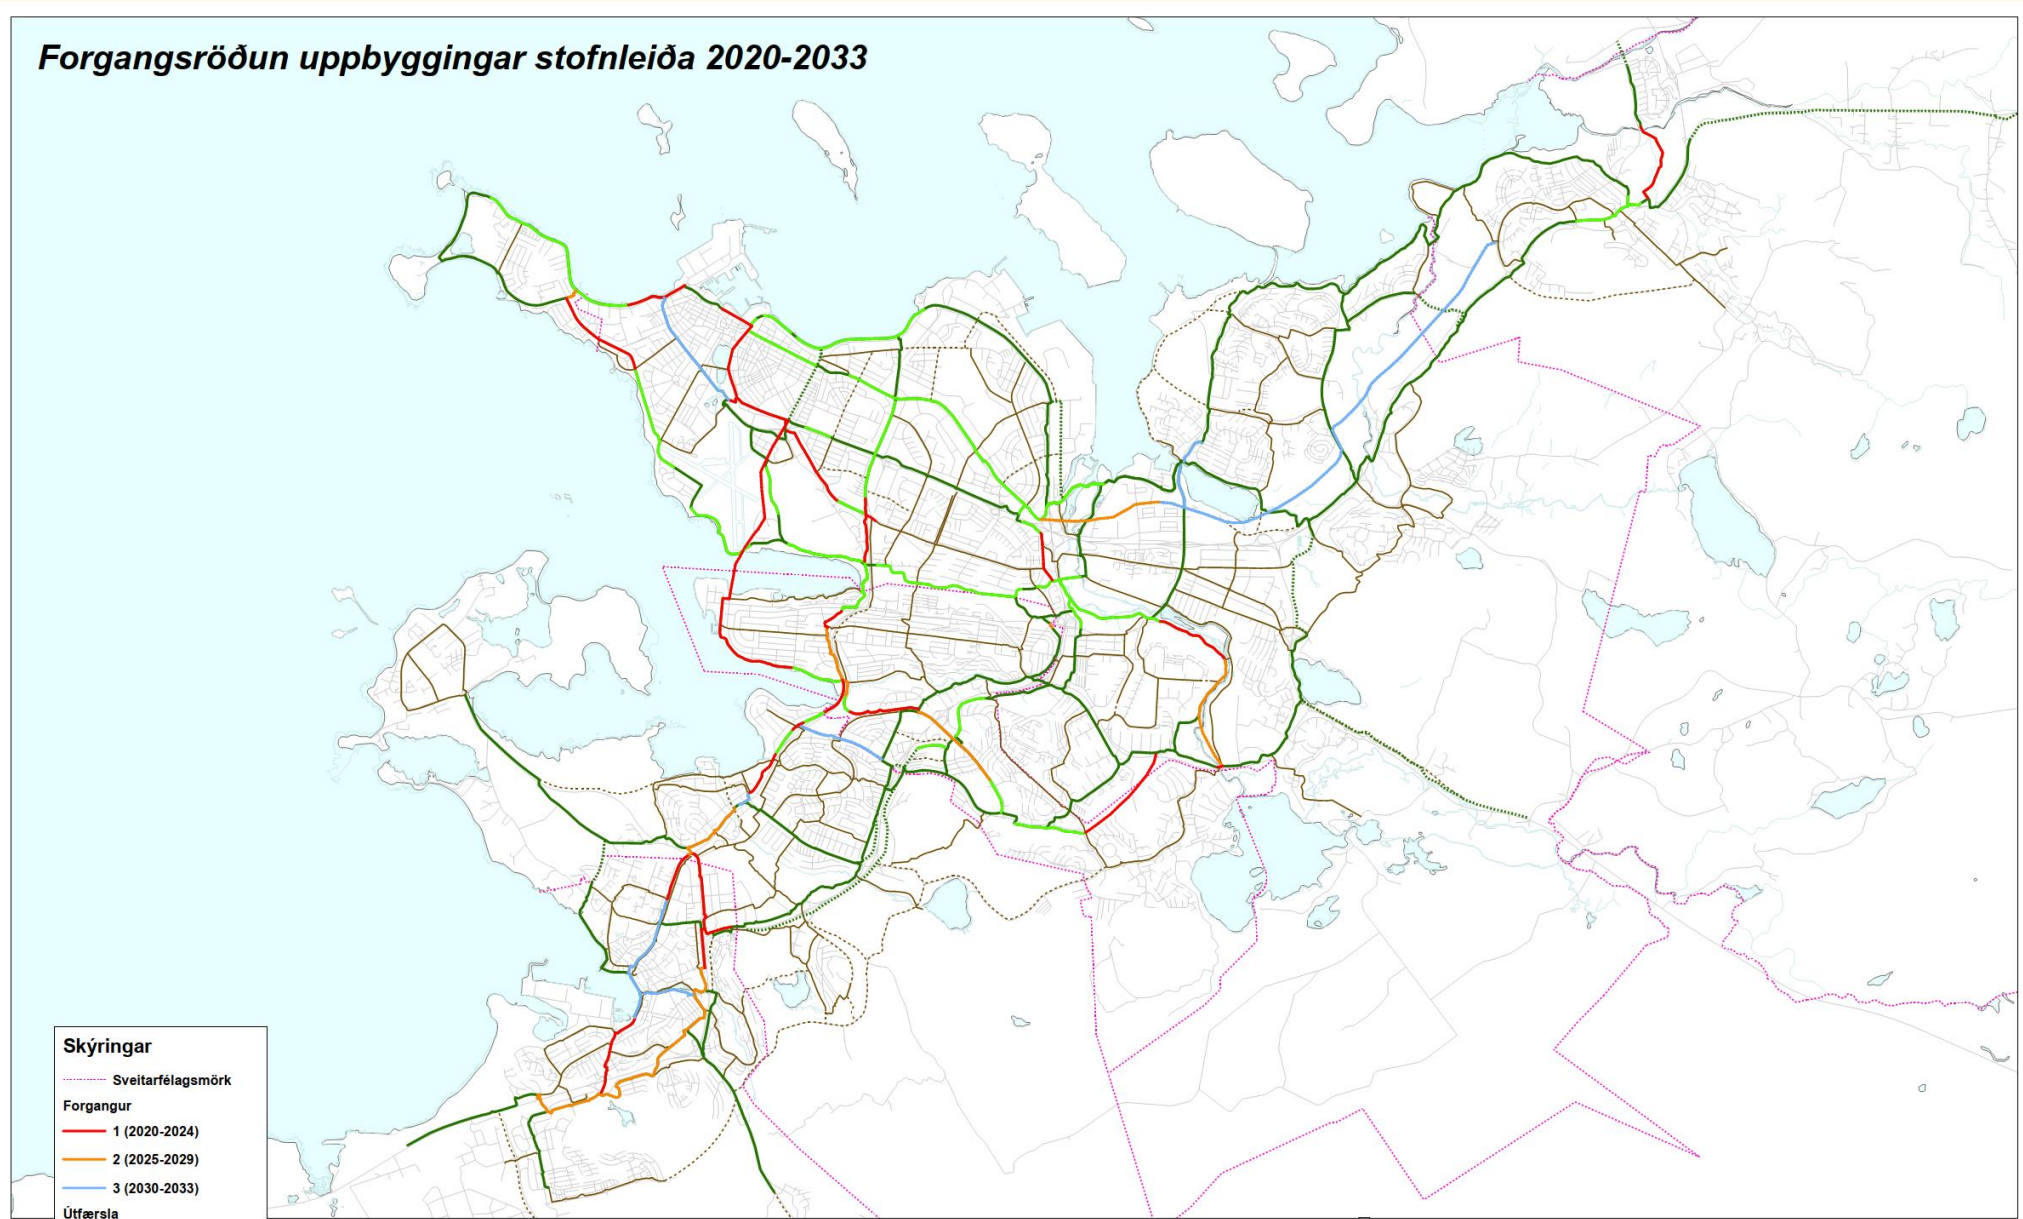 Forgangsröðun uppbyggingar stofnleiða 2020-2033
Skýringar
Sveitarfélagsmörk
Forgangur
1 (2020-2024)
2 (2025-2029)
3 (2030-2033)
Útfærsla